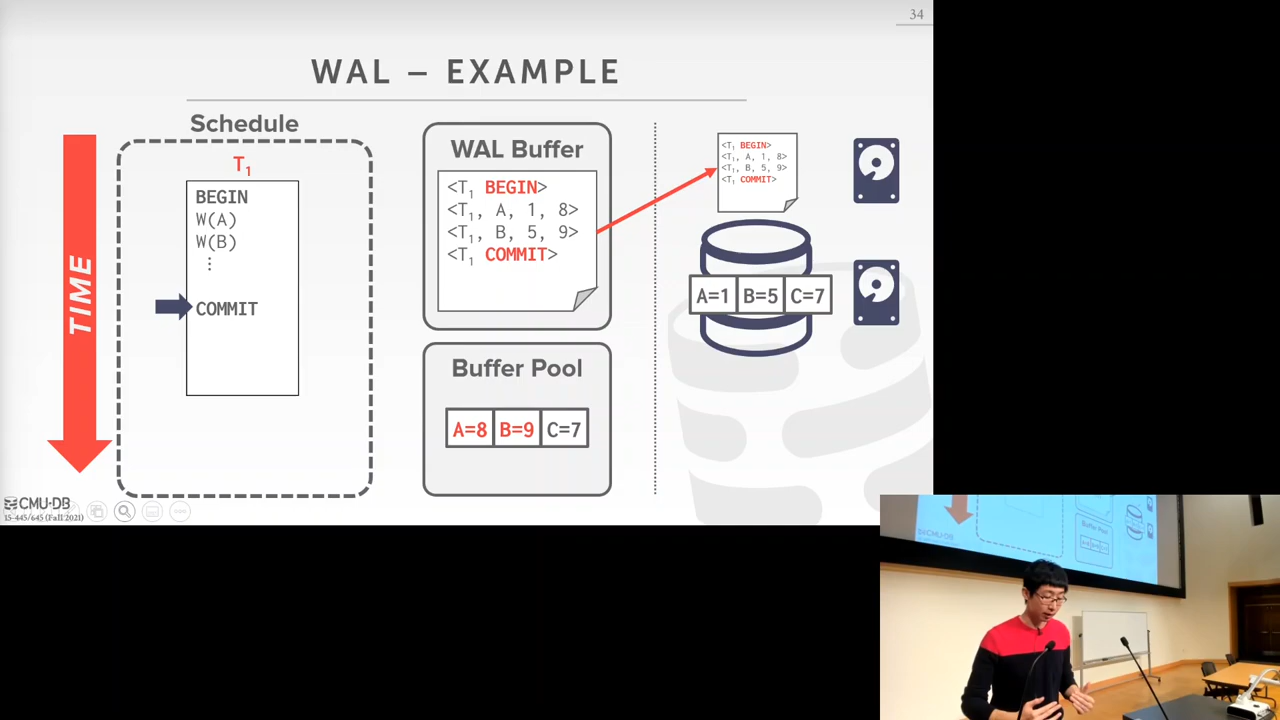 34
WAL – EXAMPLE
Schedule
TIME
T1
BEGIN
W(A)
W(B)
⋮
COMMIT
WAL Buffer
<T1 BEGIN>
<T1, A, 1, 8>
<T1, B, 5, 9>
<T1 COMMIT>
Buffer Pool
A=8 B=9 C=7
<T1 BEGIN>
<T1, A, 1, 8>
<T1, B, 5, 9>
<T1 COMMIT>
A=1 B=5 C=7
CMU·DB
15-445/645 (Fall 2021)
Buffer Pool